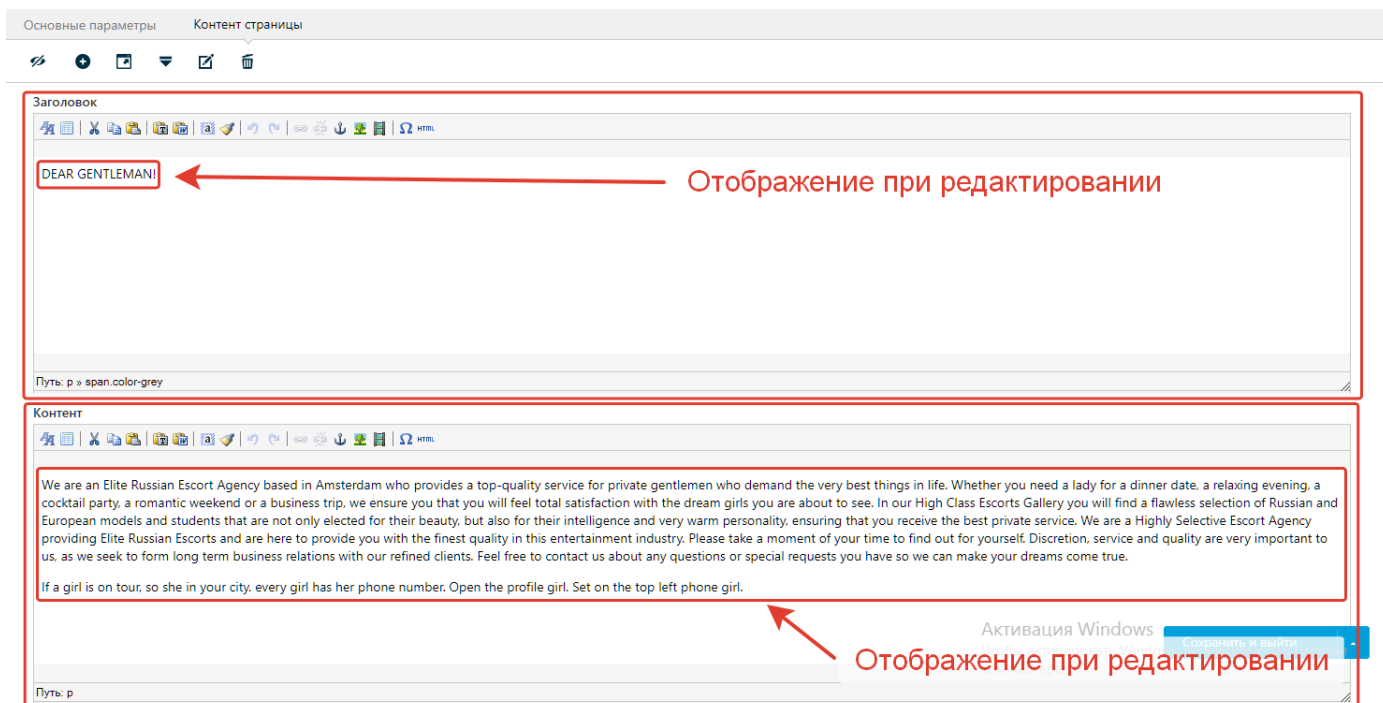 Основные параметры Контент страницы
Заголовок
HTML
DEAR GENTLEMAN!
Отображение при редактировании
Путь: p » span.color-grey
Контент
HTML
We are an Elite Russian Escort Agency based in Amsterdam who provides a top-quality service for private gentlemen who demand the very best things in life. Whether you need a lady for a dinner date, a relaxing evening, a
cocktail party, a romantic weekend or a business trip, we ensure you that you will feel total satisfaction with the dream girls you are about to see. In our High Class Escorts Gallery you will find a flawless selection of Russian and
European models and students that are not only elected for their beauty, but also for their intelligence and very warm personality, ensuring that you receive the best private service. We are a Highly Selective Escort Agency
providing Elite Russian Escorts and are here to provide you with the finest quality in this entertainment industry. Please take a moment of your time to find out for yourself. Discretion, service and quality are very important to
us, as we seek to form long term business relations with our refined clients. Feel free to contact us about any questions or special requests you have so we can make your dreams come true.
If a girl is on tour, so she in your city. every girl has her phone number. Open the profile girl. Set on the top left phone girl.
Активация Windows
Сохранить и выйти
Отображение при редактировании
Путь: p